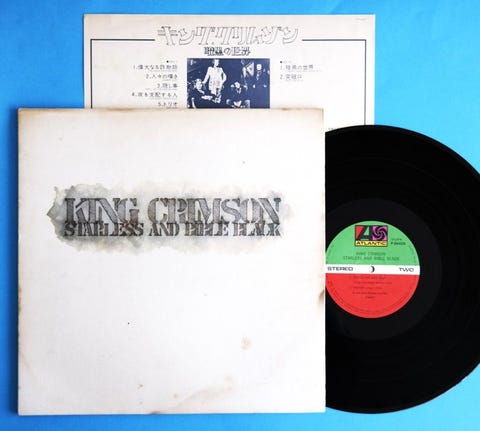 キング・クリムゾン
暗黒の世界
1. 偉大なる詐欺師
2. 人々の嘆き
3. 隠し事
4. 夜を支配する人
5. トリオ
1. 暗黒の世界
2. 突破口
KING CRIMSON
STARLESS AND BIBLE BLACK
ATLANTIC
KING CRIMSON
STARLESS AND BIBLE BLACK
STEREO
TWO